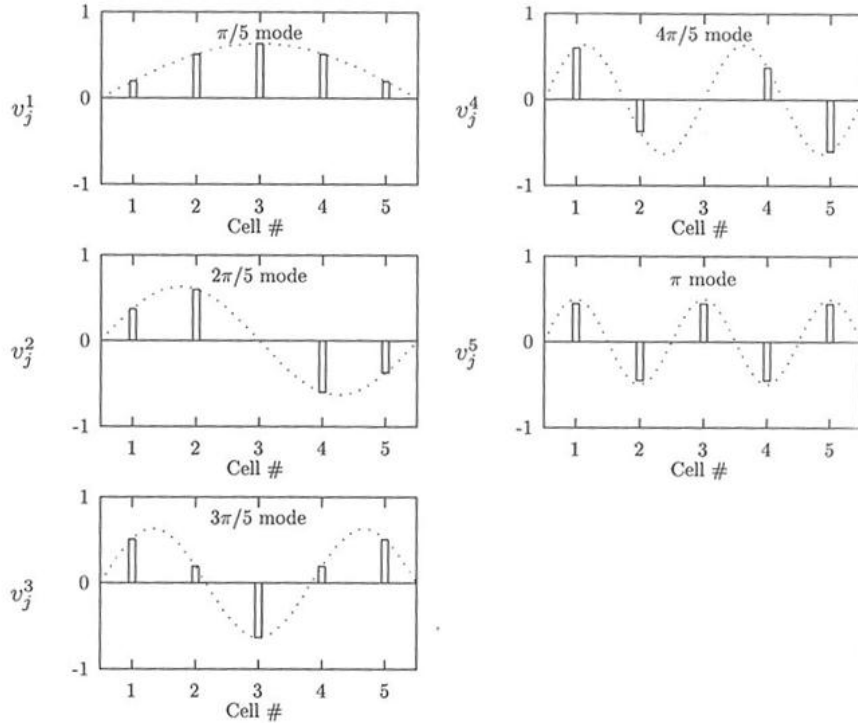 1
π/5 mode
0
-1
v_j^1
1 2 3 4 5
Cell #
1
2π/5 mode
0
-1
v_j^2
1 2 3 4 5
Cell #
1
3π/5 mode
0
-1
v_j^3
1 2 3 4 5
Cell #
1
4π/5 mode
0
-1
v_j^4
1 2 3 4 5
Cell #
1
π mode
0
-1
v_j^5
1 2 3 4 5
Cell #